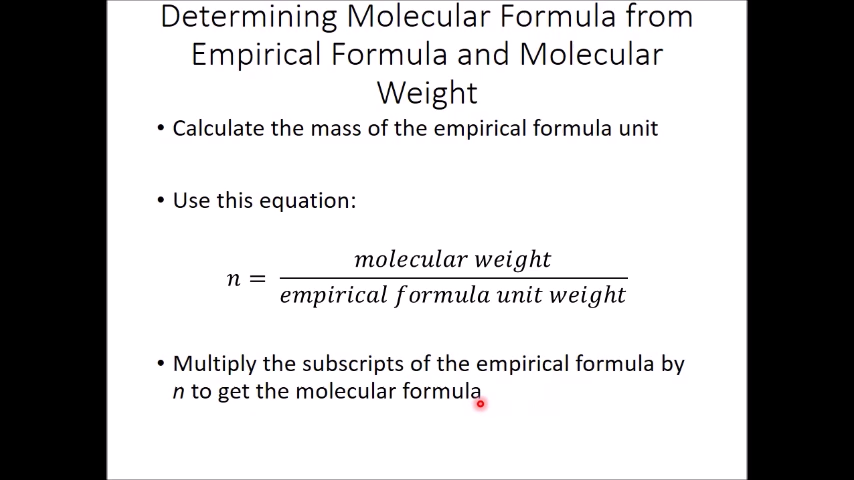 Determining Molecular Formula from
Empirical Formula and Molecular
Weight
• Calculate the mass of the empirical formula unit
• Use this equation:
n = molecular weight / empirical formula unit weight
• Multiply the subscripts of the empirical formula by
n to get the molecular formula